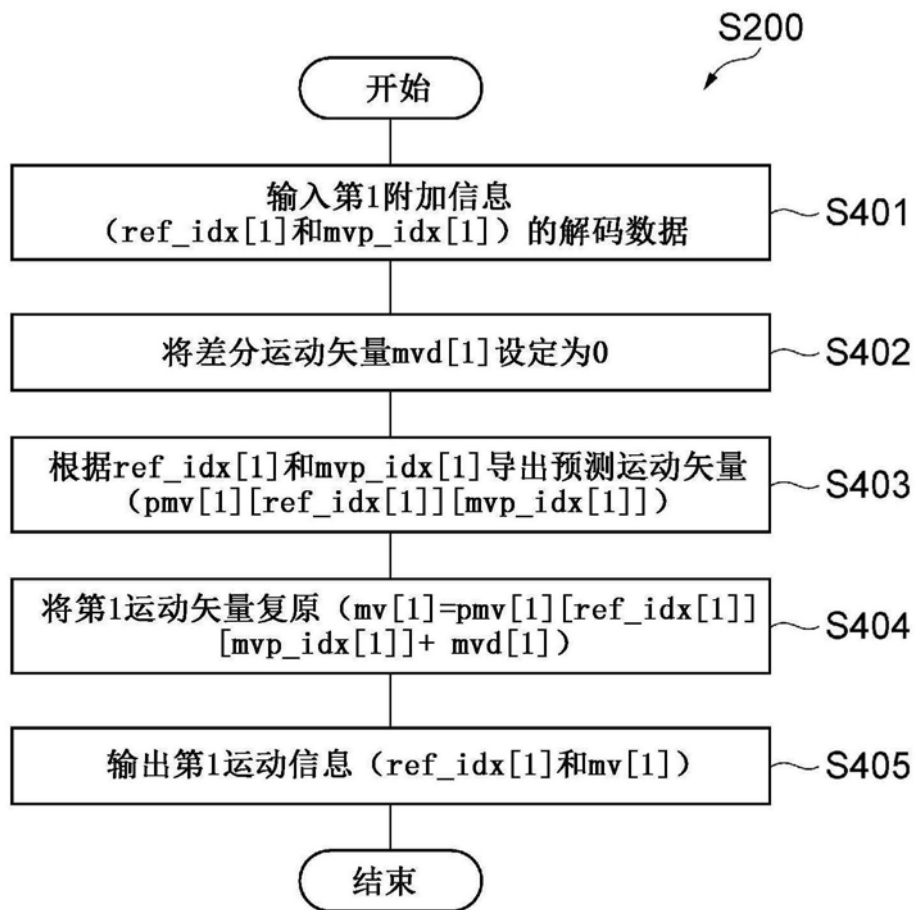 S200
开始
输入第1附加信息
（ref_idx[1]和mvp_idx[1]）的解码数据
S401
将差分运动矢量mvd[1]设定为0
S402
根据ref_idx[1]和mvp_idx[1]导出预测运动矢量
（pmv[1][ref_idx[1]][mvp_idx[1]]）
S403
将第1运动矢量复原（mv[1]=pmv[1][ref_idx[1]]
[mvp_idx[1]]+ mvd[1]）
S404
输出第1运动信息（ref_idx[1]和mv[1]）
S405
结束